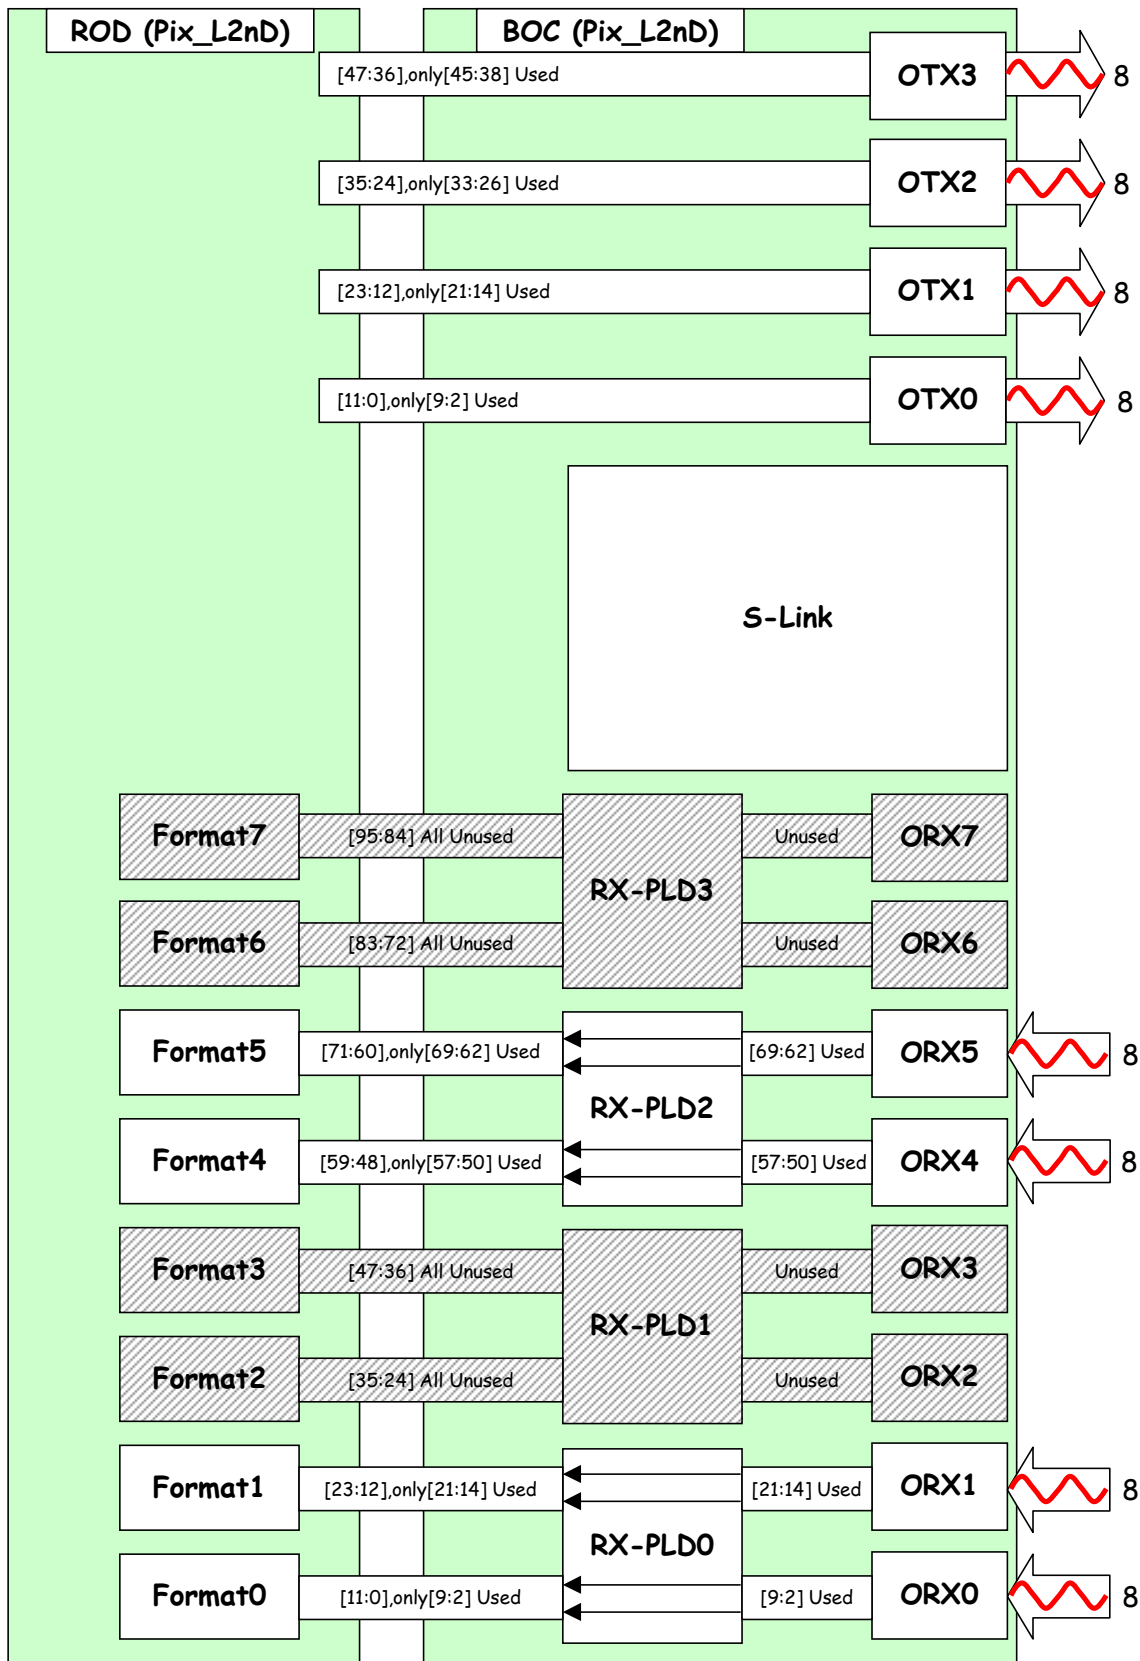 ROD (Pix_L2nD)
BOC (Pix_L2nD)
[47:36],only[45:38] Used
OTX3
8
[35:24],only[33:26] Used
OTX2
8
[23:12],only[21:14] Used
OTX1
8
[11:0],only[9:2] Used
OTX0
8
S-Link
Format7
[95:84] All Unused
Unused
ORX7
RX-PLD3
Format6
[83:72] All Unused
Unused
ORX6
Format5
[71:60],only[69:62] Used
[69:62] Used
ORX5
8
RX-PLD2
Format4
[59:48],only[57:50] Used
[57:50] Used
ORX4
8
Format3
[47:36] All Unused
Unused
ORX3
RX-PLD1
Format2
[35:24] All Unused
Unused
ORX2
Format1
[23:12],only[21:14] Used
[21:14] Used
ORX1
8
RX-PLD0
Format0
[11:0],only[9:2] Used
[9:2] Used
ORX0
8